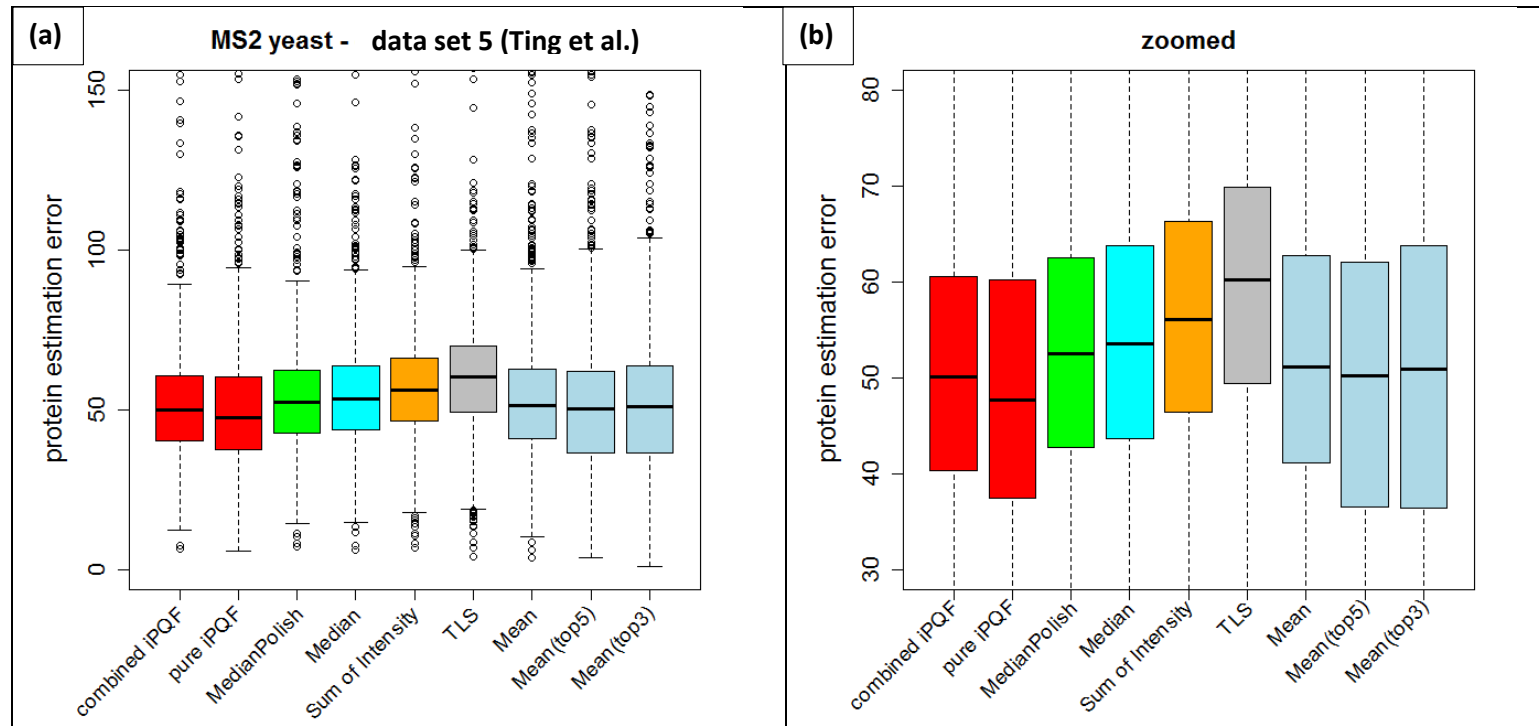 (a)
MS2 yeast - data set 5 (Ting et al.)
protein estimation error
150
100
50
0
combined iPQF
pure iPQF
MedianPolish
Median
Sum of Intensity
TLS
Mean
Mean(top5)
Mean(top3)
(b)
zoomed
protein estimation error
80
70
60
50
40
30
combined iPQF
pure iPQF
MedianPolish
Median
Sum of Intensity
TLS
Mean
Mean(top5)
Mean(top3)